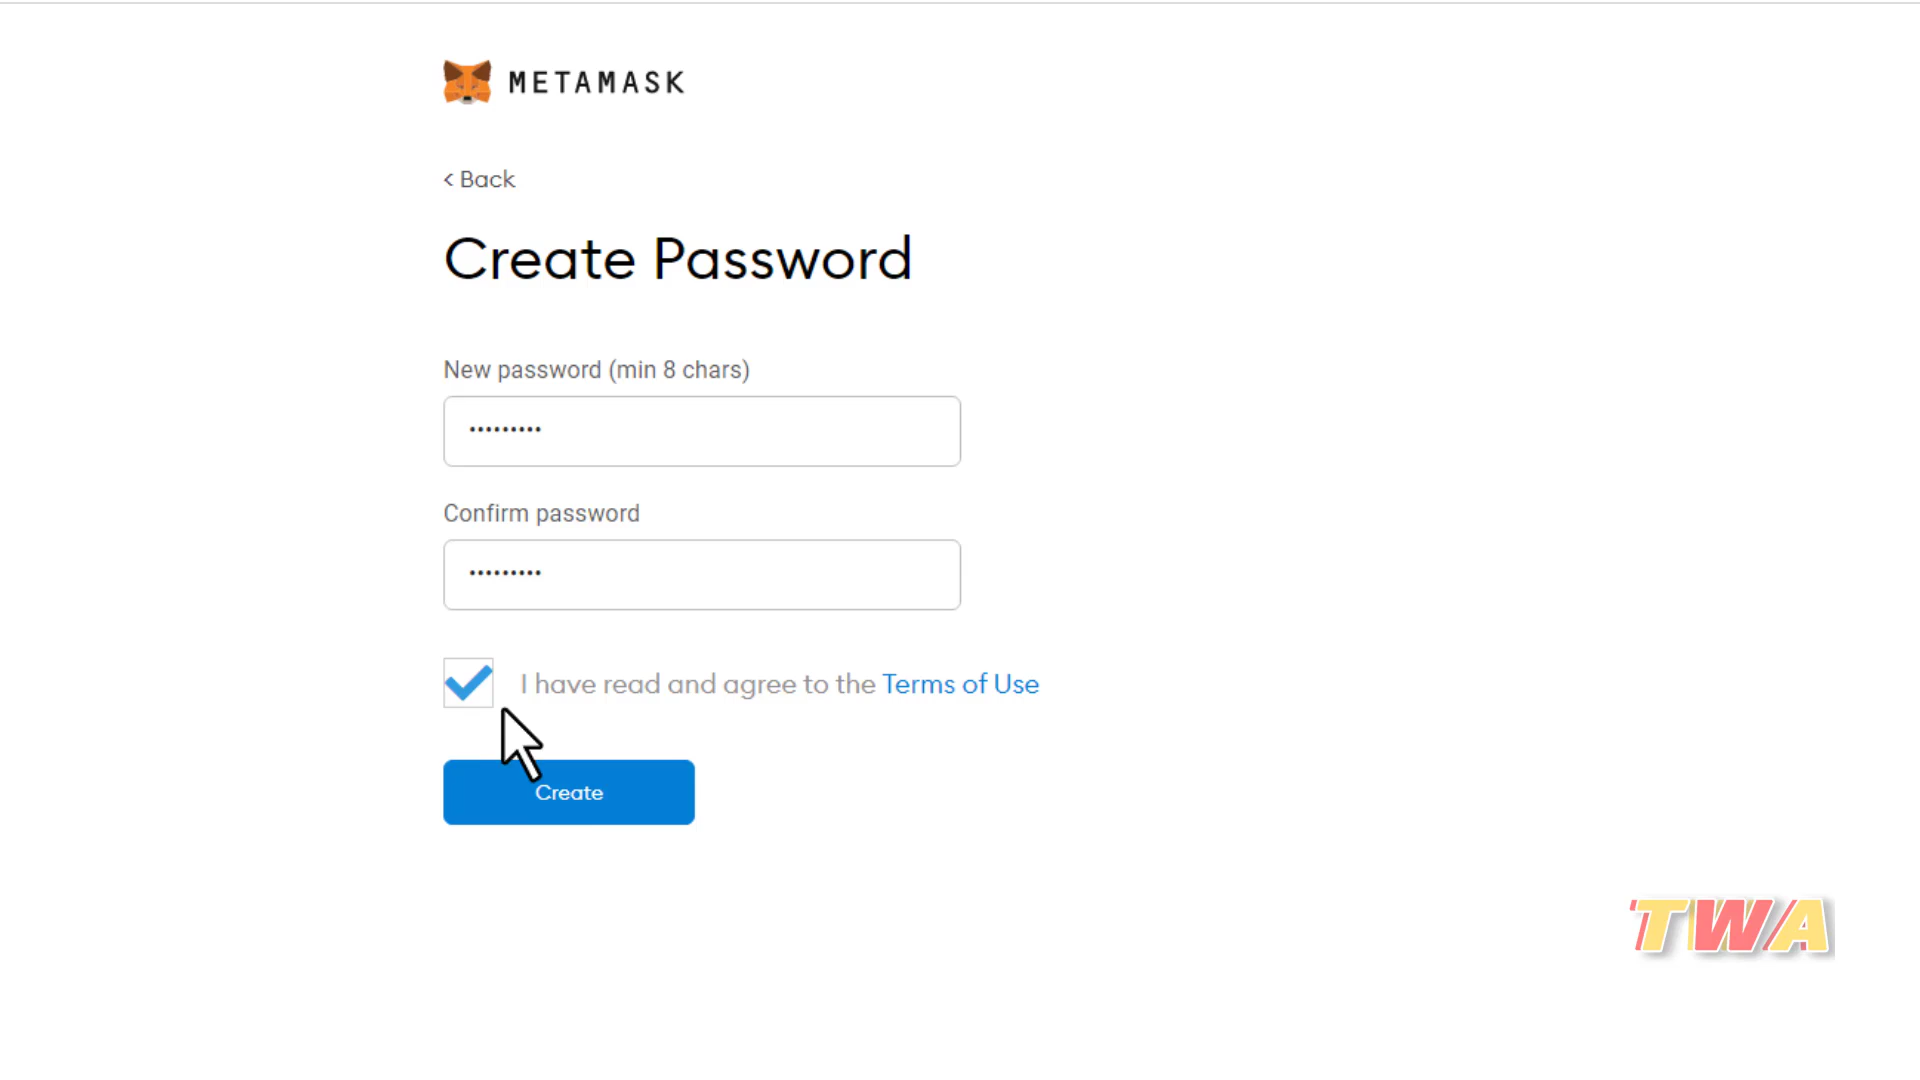 METAMASK
< Back
Create Password
New password (min 8 chars)
•••••••••
Confirm password
•••••••••
I have read and agree to the Terms of Use
Create
TWA